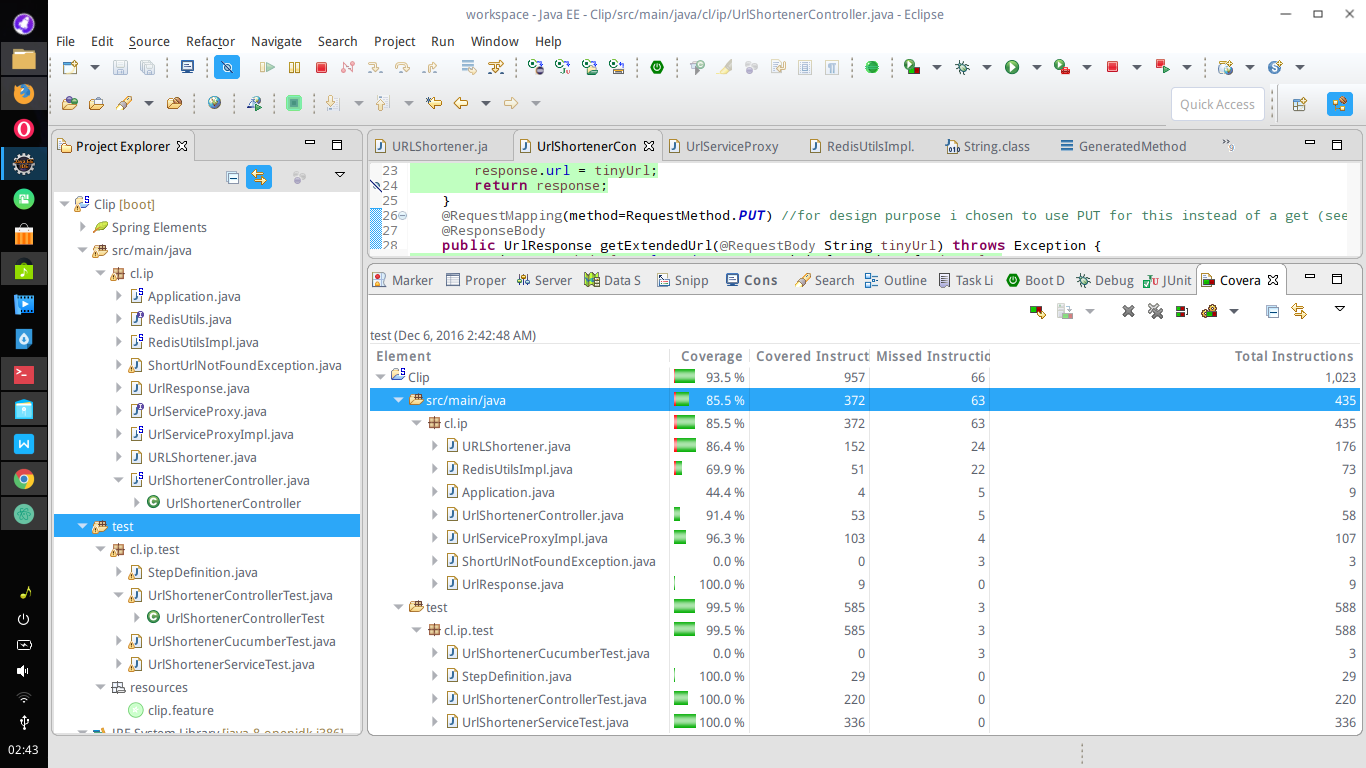 workspace - Java EE - Clip/src/main/java/cl/ip/UrlShortenerController.java - Eclipse
File Edit Source Refactor Navigate Search Project Run Window Help
Quick Access
Project Explorer
Clip [boot]
Spring Elements
src/main/java
cl.ip
Application.java
RedisUtils.java
RedisUtilsImpl.java
ShortUrlNotFoundException.java
UrlResponse.java
UrlServiceProxy.java
UrlServiceProxyImpl.java
URLShortener.java
UrlShortenerController.java
UrlShortenerController
test
cl.ip.test
StepDefinition.java
UrlShortenerControllerTest.java
UrlShortenerControllerTest
UrlShortenerCucumberTest.java
UrlShortenerServiceTest.java
resources
clip.feature
02:43
URLShortener.ja UrlShortenerCon UrlServiceProxy RedisUtilsImpl. String.class GeneratedMethod »9
23 response.url = tinyUrl;
24 return response;
25 }
26 @RequestMapping(method=RequestMethod.PUT) //for design purpose i chosen to use PUT for this instead of a get (see
27 @ResponseBody
28 public UrlResponse getExtendedUrl(@RequestBody String tinyUrl) throws Exception {
Marker Proper Server Data S Snipp Cons Search Outline Task Li Boot D Debug JUnit Covera
test (Dec 6, 2016 2:42:48 AM)
Element Coverage Covered Instruct Missed Instructio Total Instructions
Clip 93.5 % 957 66 1,023
src/main/java 85.5 % 372 63 435
cl.ip 85.5 % 372 63 435
URLShortener.java 86.4 % 152 24 176
RedisUtilsImpl.java 69.9 % 51 22 73
Application.java 44.4 % 4 5 9
UrlShortenerController.java 91.4 % 53 5 58
UrlServiceProxyImpl.java 96.3 % 103 4 107
ShortUrlNotFoundException.java 0.0 % 0 3 3
UrlResponse.java 100.0 % 9 0 9
test 99.5 % 585 3 588
cl.ip.test 99.5 % 585 3 588
UrlShortenerCucumberTest.java 0.0 % 0 3 3
StepDefinition.java 100.0 % 29 0 29
UrlShortenerControllerTest.java 100.0 % 220 0 220
UrlShortenerServiceTest.java 100.0 % 336 0 336